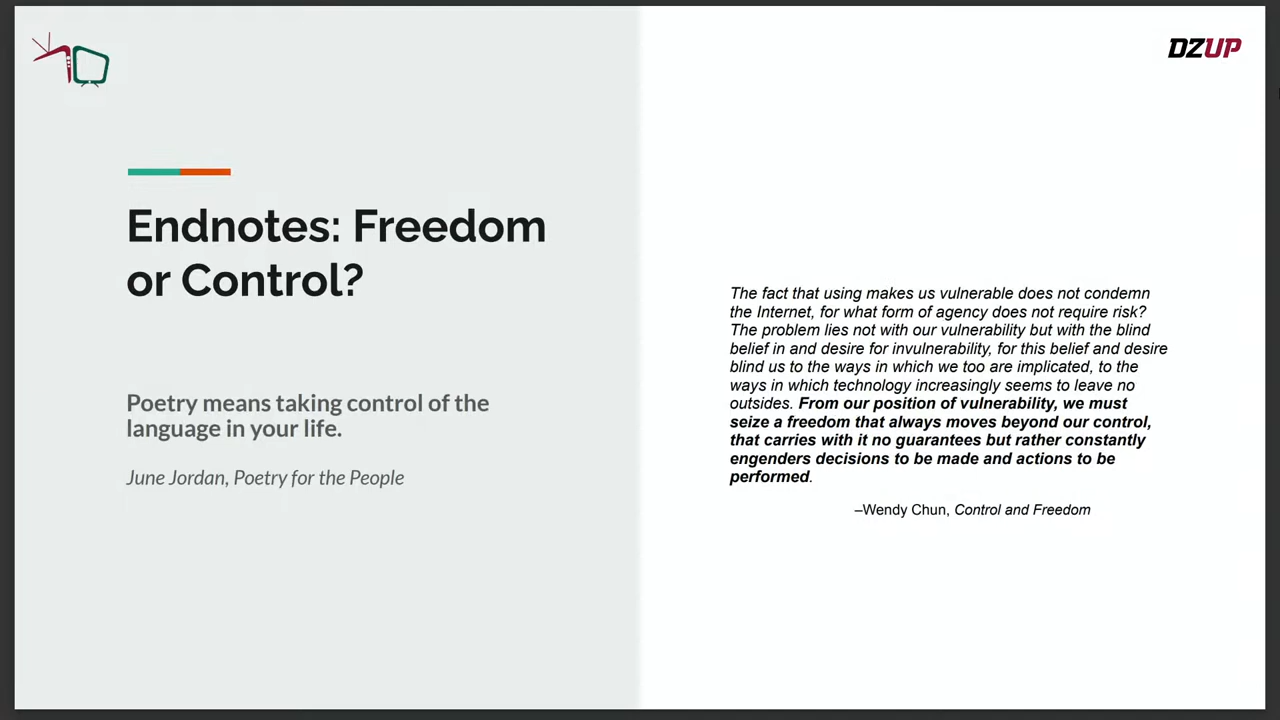 DZUP
Endnotes: Freedom
or Control?
Poetry means taking control of the
language in your life.
June Jordan, Poetry for the People
The fact that using makes us vulnerable does not condemn
the Internet, for what form of agency does not require risk?
The problem lies not with our vulnerability but with the blind
belief in and desire for invulnerability, for this belief and desire
blind us to the ways in which we too are implicated, to the
ways in which technology increasingly seems to leave no
outsides. From our position of vulnerability, we must
seize a freedom that always moves beyond our control,
that carries with it no guarantees but rather constantly
engenders decisions to be made and actions to be
performed.
–Wendy Chun, Control and Freedom